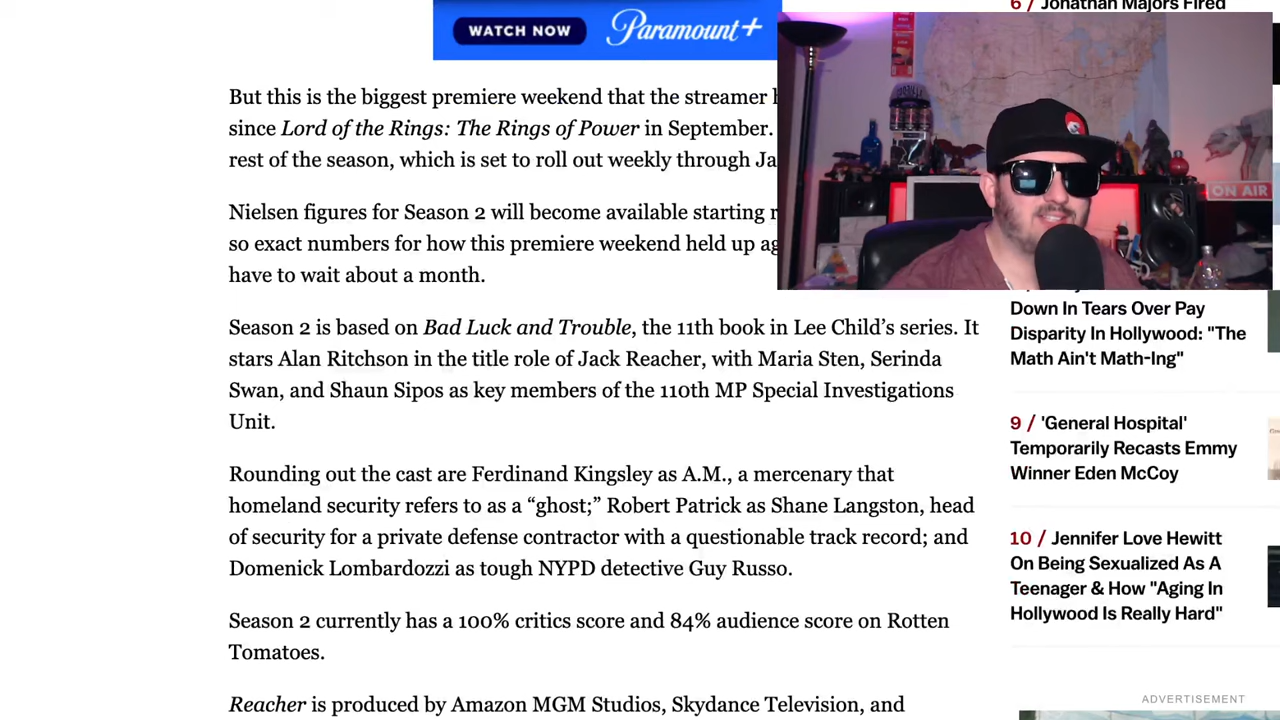 WATCH NOW Paramount+
But this is the biggest premiere weekend that the streamer
since Lord of the Rings: The Rings of Power in September.
rest of the season, which is set to roll out weekly through
Nielsen figures for Season 2 will become available starting
so exact numbers for how this premiere weekend held up
have to wait about a month.
Season 2 is based on Bad Luck and Trouble, the 11th book in Lee Child’s series. It
stars Alan Ritchson in the title role of Jack Reacher, with Maria Sten, Serinda
Swan, and Shaun Sipos as key members of the 110th MP Special Investigations
Unit.
Rounding out the cast are Ferdinand Kingsley as A.M., a mercenary that
homeland security refers to as a “ghost;” Robert Patrick as Shane Langston, head
of security for a private defense contractor with a questionable track record; and
Domenick Lombardozzi as tough NYPD detective Guy Russo.
Season 2 currently has a 100% critics score and 84% audience score on Rotten
Tomatoes.
Reacher is produced by Amazon MGM Studios, Skydance Television, and
6 / Jonathan Majors Fired
ON AIR
Down In Tears Over Pay
Disparity In Hollywood: "The
Math Ain't Math-Ing"
9 / 'General Hospital'
Temporarily Recasts Emmy
Winner Eden McCoy
10 / Jennifer Love Hewitt
On Being Sexualized As A
Teenager & How "Aging In
Hollywood Is Really Hard"
ADVERTISEMENT